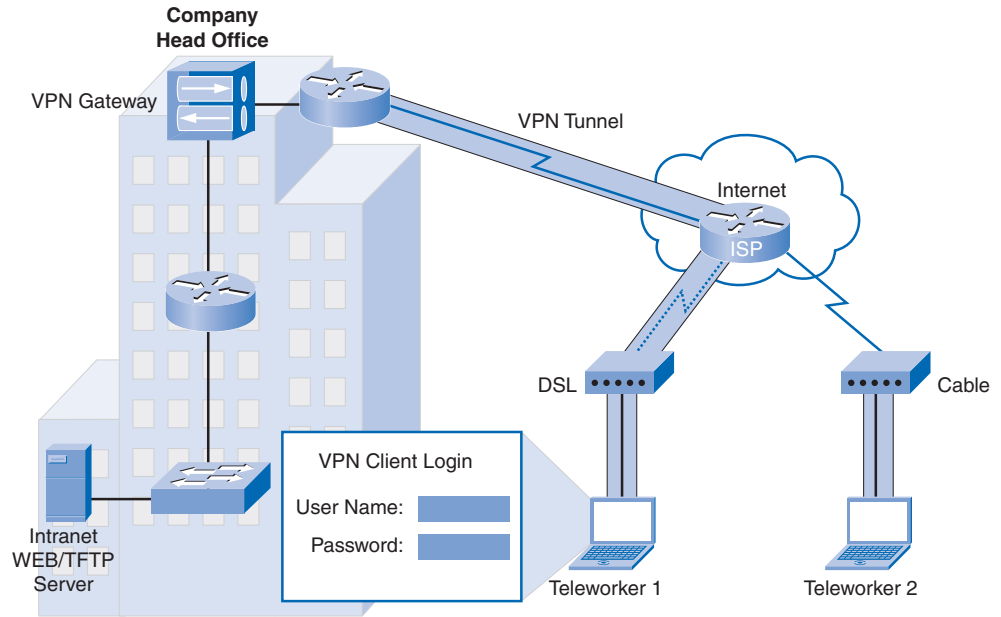 Company
Head Office
VPN Gateway
VPN Tunnel
Internet
ISP
DSL
Cable
VPN Client Login
User Name:
Password:
Intranet
WEB/TFTP
Server
Teleworker 1
Teleworker 2